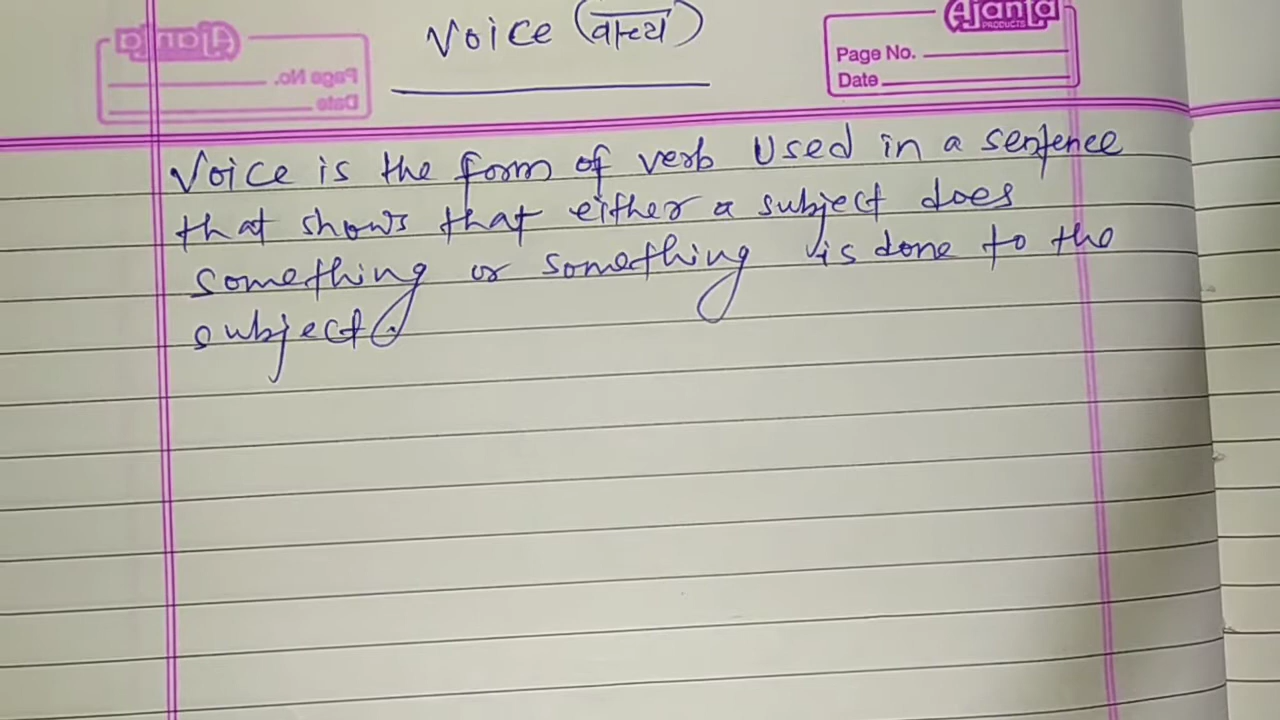 Ajanta
PRODUCTS
Voice (वाच्य)
Page No.
Date
Voice is the form of verb Used in a sentence
that shows that either a subject does
something or something is done to the
subject.